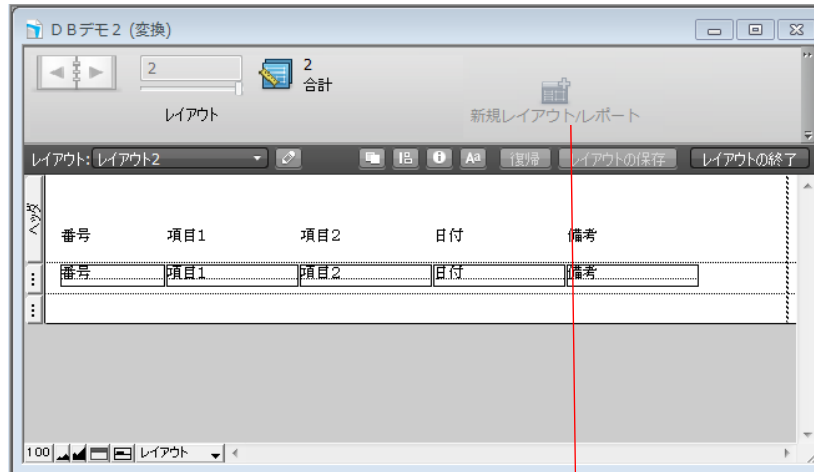 DBデモ2 (変換)
2
2
合計
レイアウト
新規レイアウト/レポート
レイアウト: レイアウト2
Aa
復帰
レイアウトの保存
レイアウトの終了
ヘッダ
番号 項目1 項目2 日付 備考
番号 項目1 項目2 日付 備考
100
レイアウト